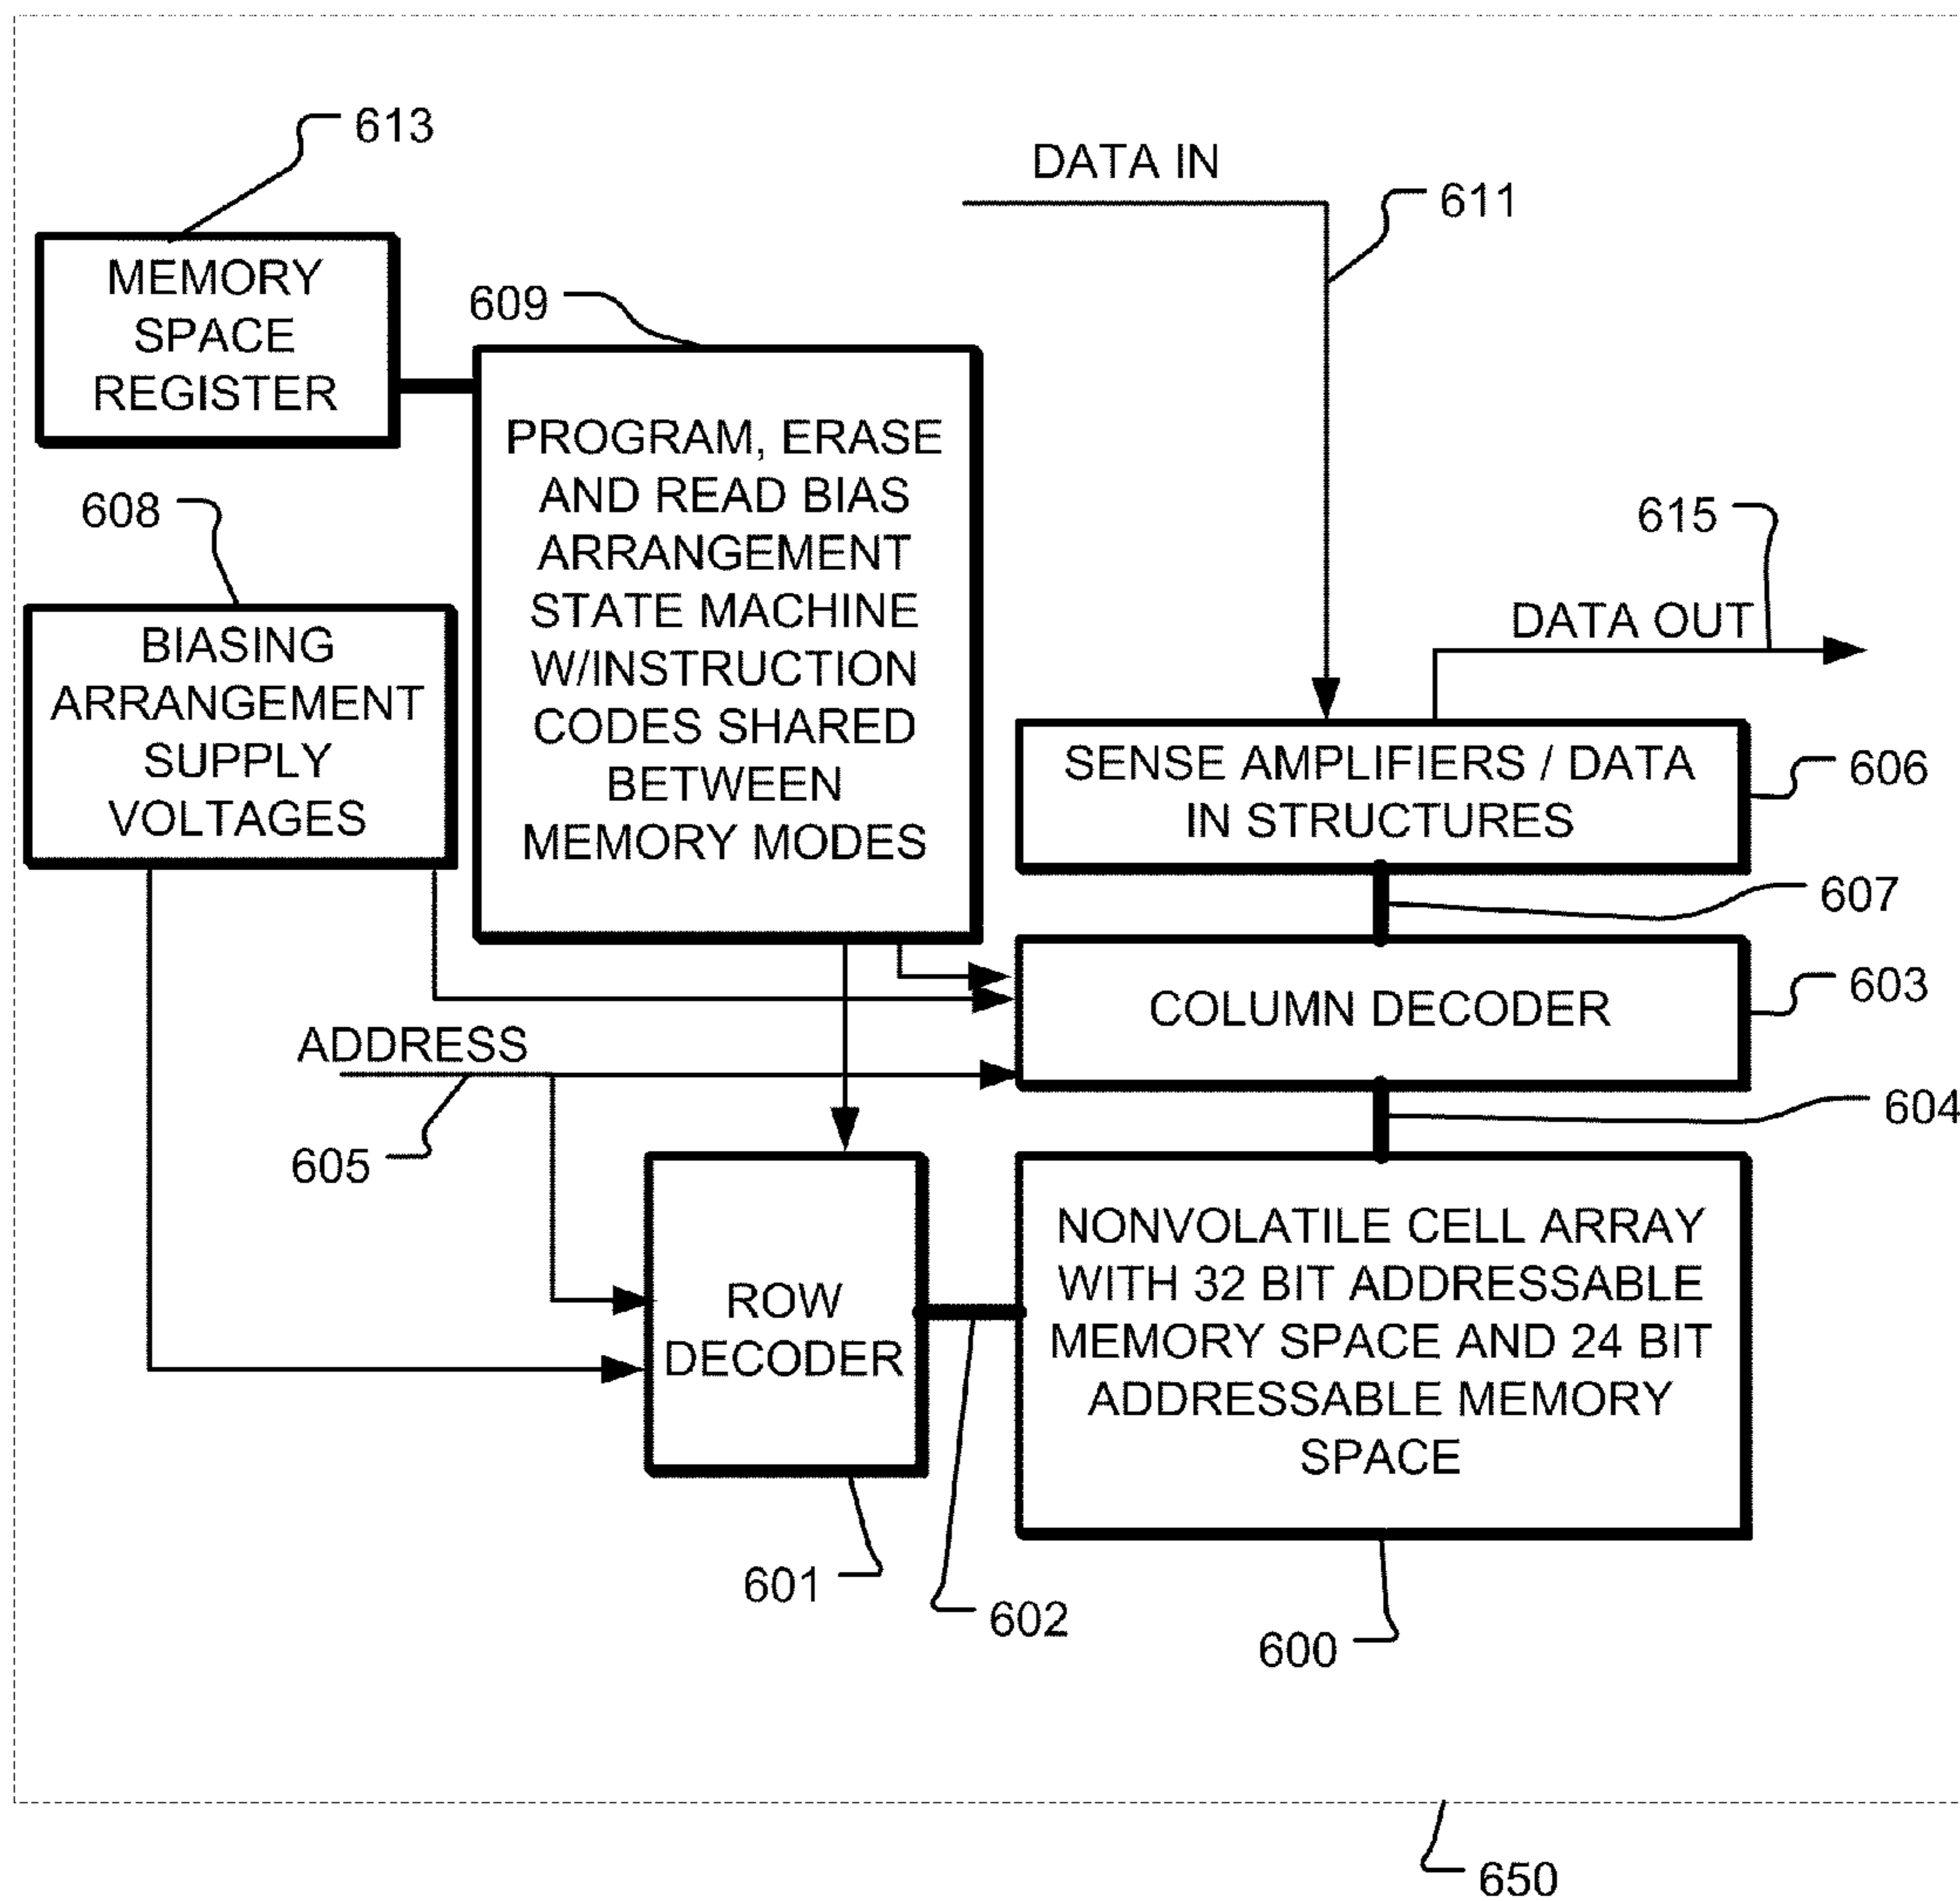 613
DATA IN
611
MEMORY
SPACE
REGISTER
609
PROGRAM, ERASE
AND READ BIAS
ARRANGEMENT
STATE MACHINE
W/INSTRUCTION
CODES SHARED
BETWEEN
MEMORY MODES
608
BIASING
ARRANGEMENT
SUPPLY
VOLTAGES
615
DATA OUT
SENSE AMPLIFIERS / DATA
IN STRUCTURES
606
607
COLUMN DECODER
603
ADDRESS
605
604
ROW
DECODER
NONVOLATILE CELL ARRAY
WITH 32 BIT ADDRESSABLE
MEMORY SPACE AND 24 BIT
ADDRESSABLE MEMORY
SPACE
601
602
600
650